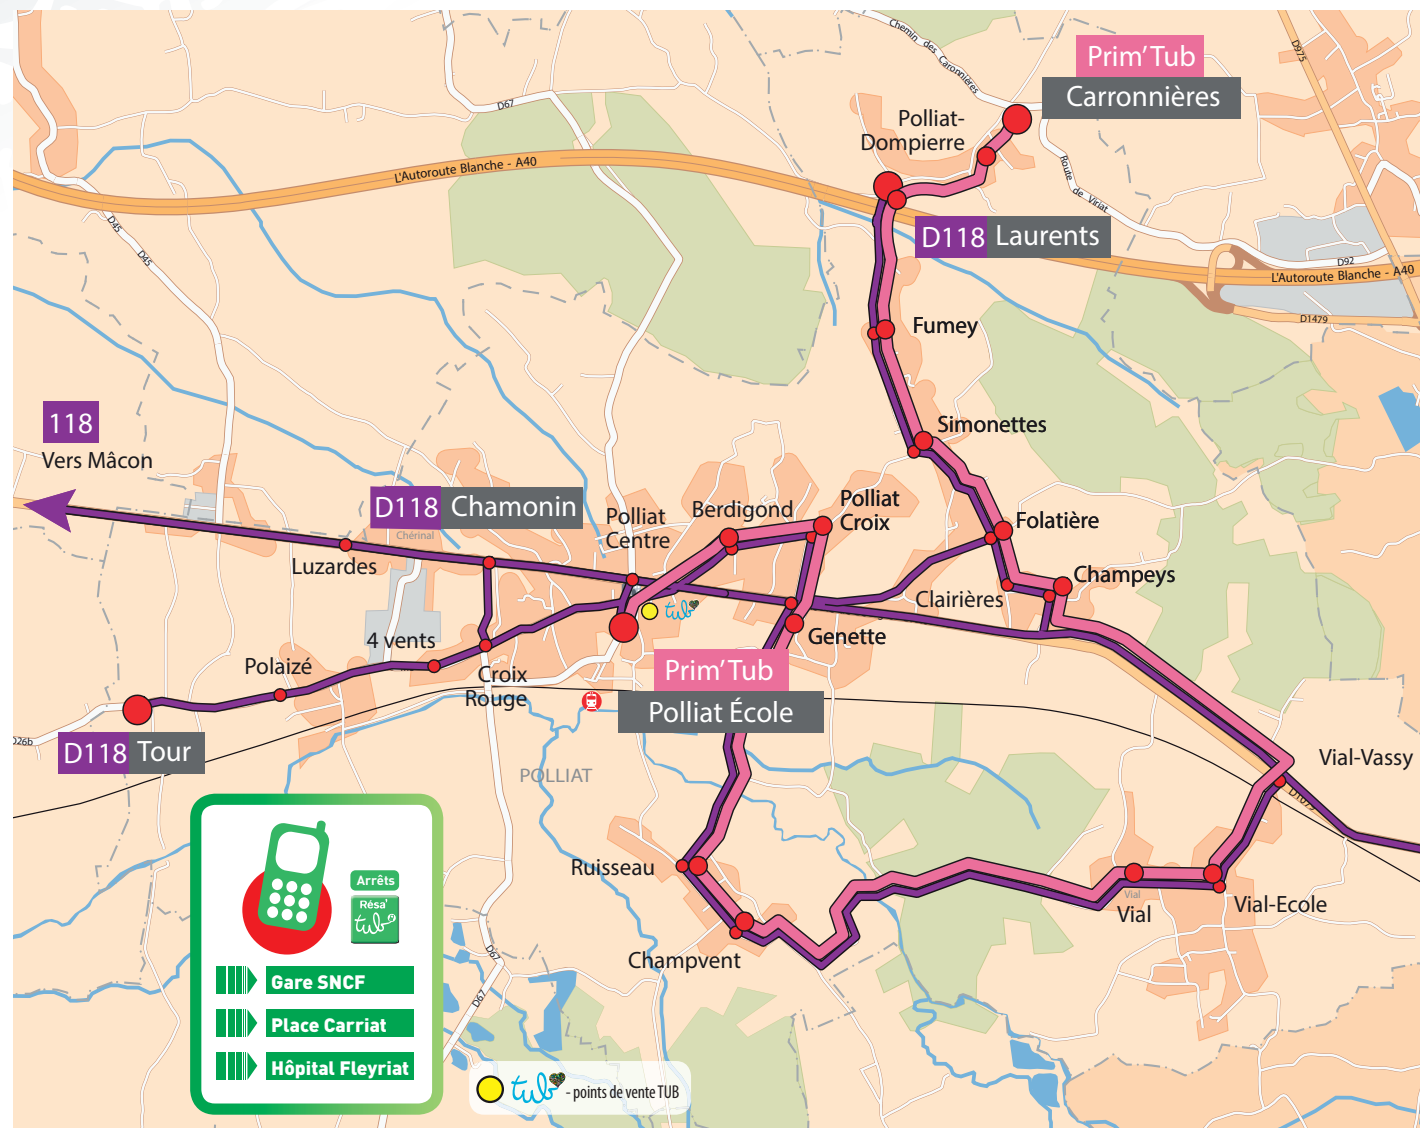 Chemin des Caronnières
D975
Prim'Tub
Carronnières
D67
Polliat-
Dompierre
L'Autoroute Blanche - A40
Route de Viriat
D45
D45
D118 Laurents
D92
L'Autoroute Blanche - A40
D1479
Fumey
118
Vers Mâcon
Simonettes
D118 Chamonin
Chérinal
Polliat
Centre
Berdigond
Polliat
Croix
Folatière
Luzardes
Champeys
Clairières
tub
4 vents
Genette
Polaizé
Croix
Rouge
Prim'Tub
Polliat École
D26b
D118 Tour
Vial-Vassy
POLLIAT
Ruisseau
Arrêts
Résa'
tub
Vial
Vial
Vial-Ecole
Champvent
D67
D67
Gare SNCF
Place Carriat
Hôpital Fleyriat
tub - points de vente TUB